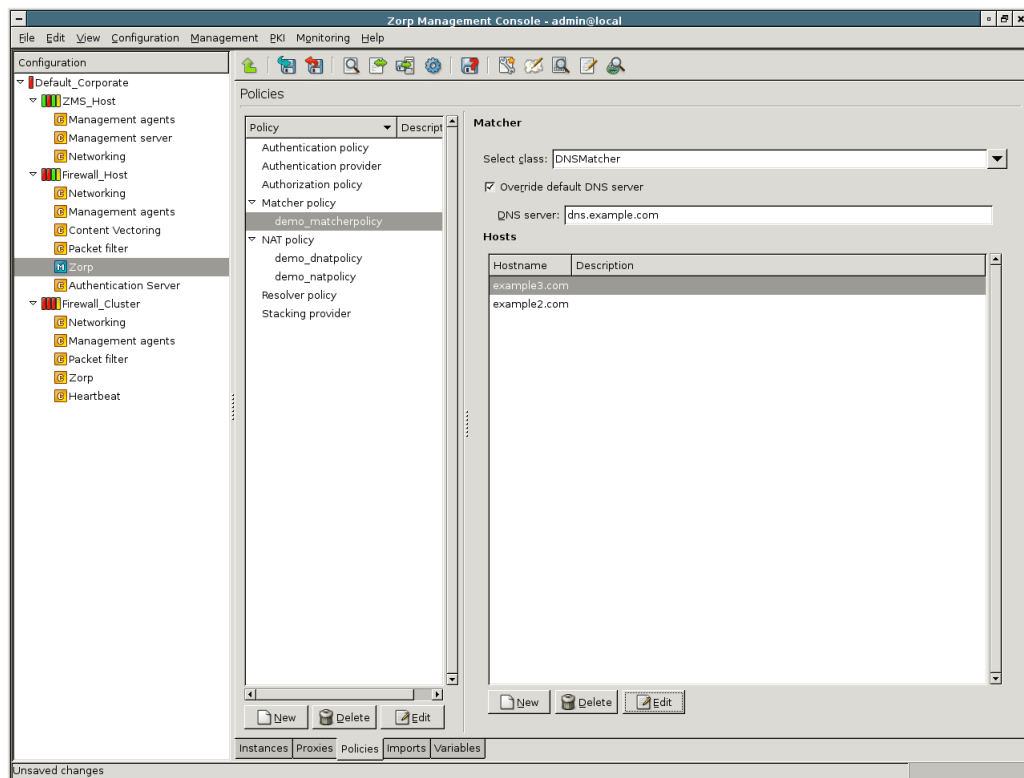 Zorp Management Console - admin@local
File Edit View Configuration Management PKI Monitoring Help
Configuration
Default_Corporate
ZMS_Host
Management agents
Management server
Networking
Firewall_Host
Networking
Management agents
Content Vectoring
Packet filter
Zorp
Authentication Server
Firewall_Cluster
Networking
Management agents
Packet filter
Zorp
Heartbeat
Policies
Policy Descript
Authentication policy
Authentication provider
Authorization policy
Matcher policy
demo_matcherpolicy
NAT policy
demo_dnatpolicy
demo_natpolicy
Resolver policy
Stacking provider
New Delete Edit
Matcher
Select class: DNSMatcher
Override default DNS server
DNS server: dns.example.com
Hosts
Hostname Description
example3.com
example2.com
New Delete Edit
Instances Proxies Policies Imports Variables
Unsaved changes